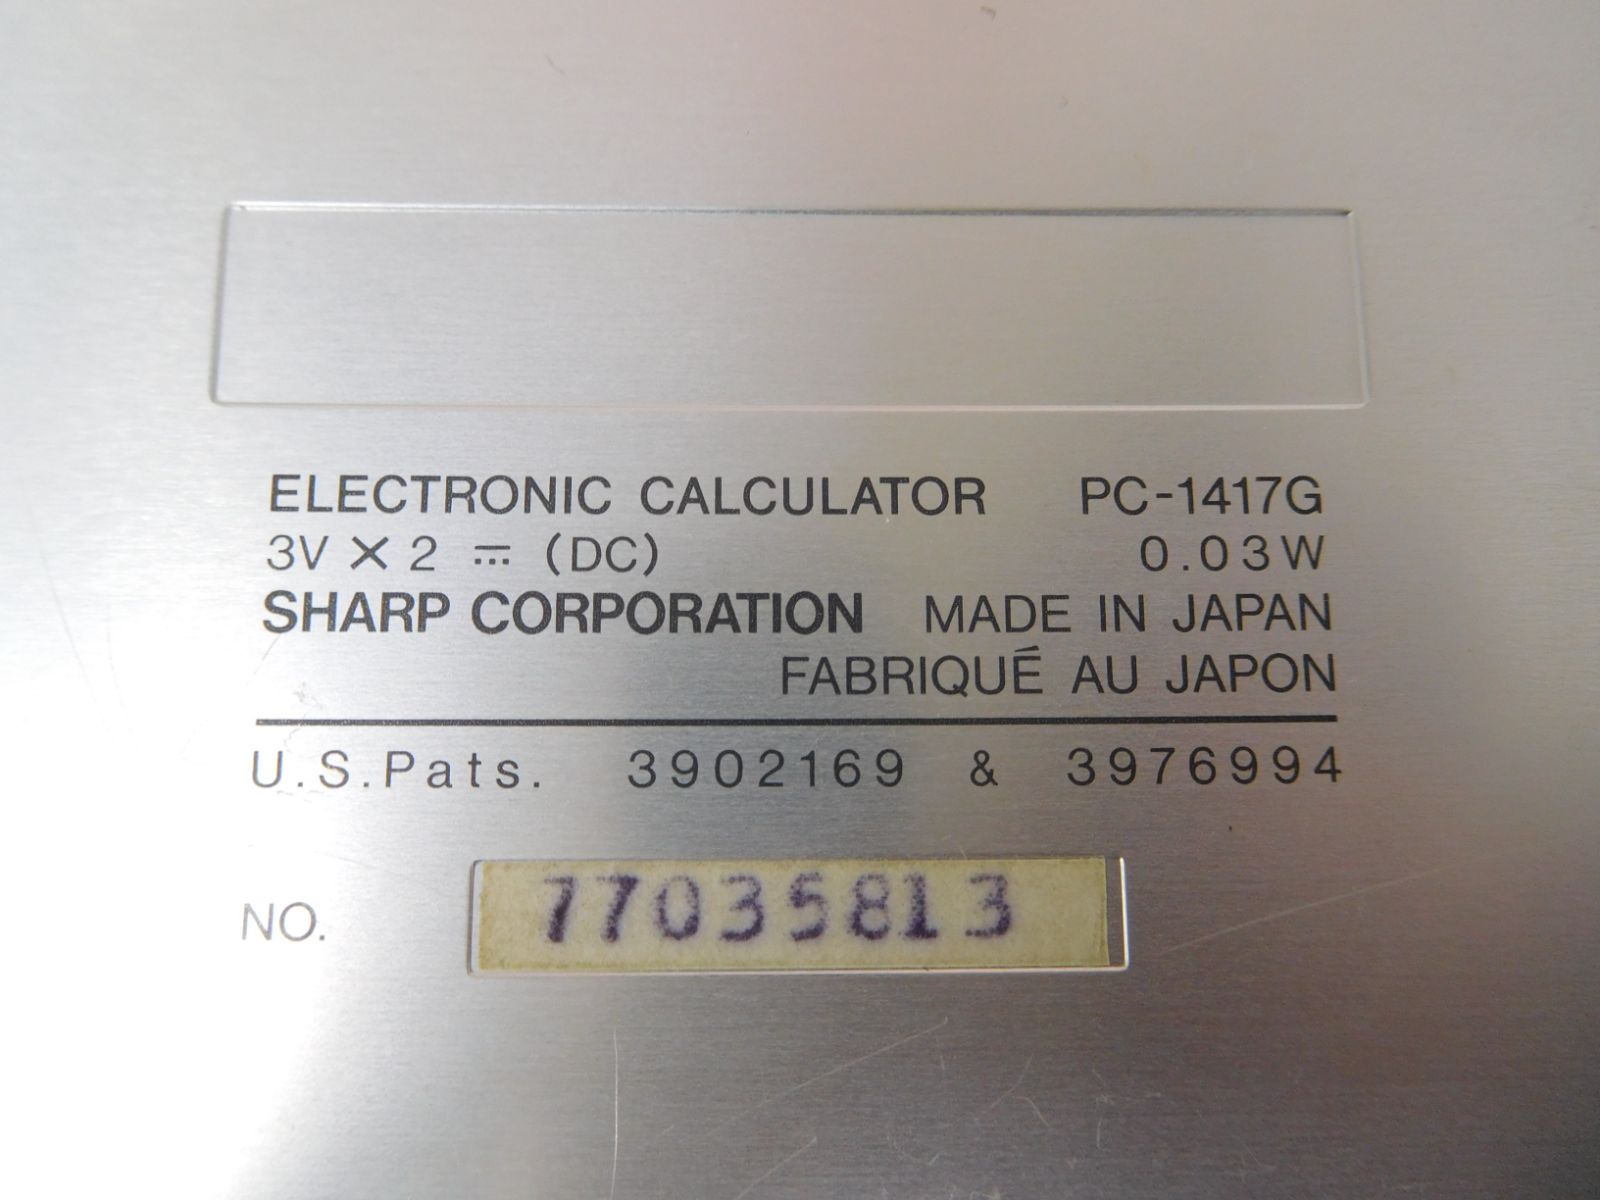 ELECTRONIC CALCULATOR PC-1417G
3V × 2 ⎓ (DC) 0.03W
SHARP CORPORATION MADE IN JAPAN
FABRIQUÉ AU JAPON
U.S.Pats. 3902169 & 3976994
NO. 77035813